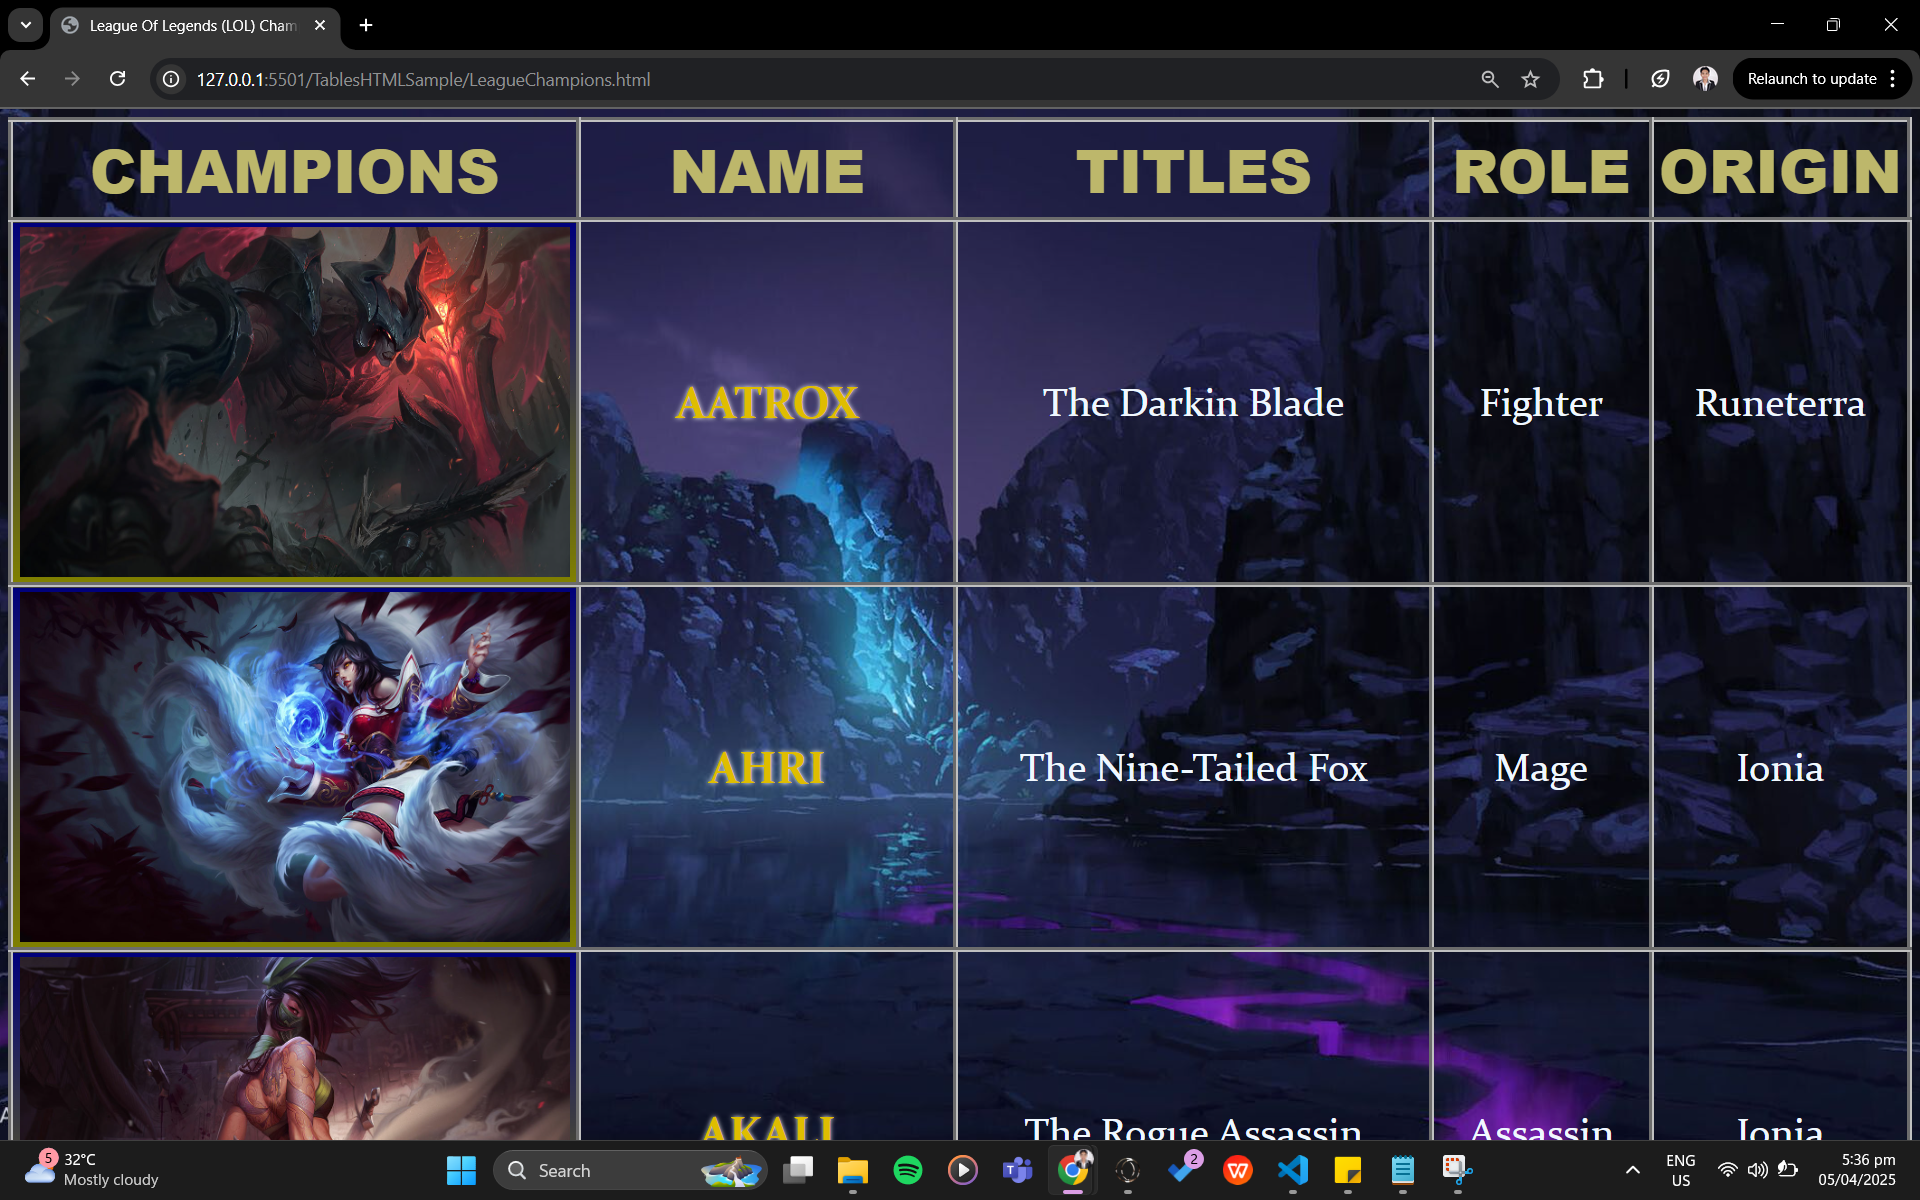 League Of Legends (LOL) Cham
127.0.0.1:5501/TablesHTMLSample/LeagueChampions.html
Relaunch to update
CHAMPIONS NAME TITLES ROLE ORIGIN
AATROX The Darkin Blade Fighter Runeterra
AHRI The Nine-Tailed Fox Mage Ionia
AKALI The Rogue Assassin Assassin Ionia
A
5 32°C
Mostly cloudy
Search
2
ENG
US
5:36 pm
05/04/2025